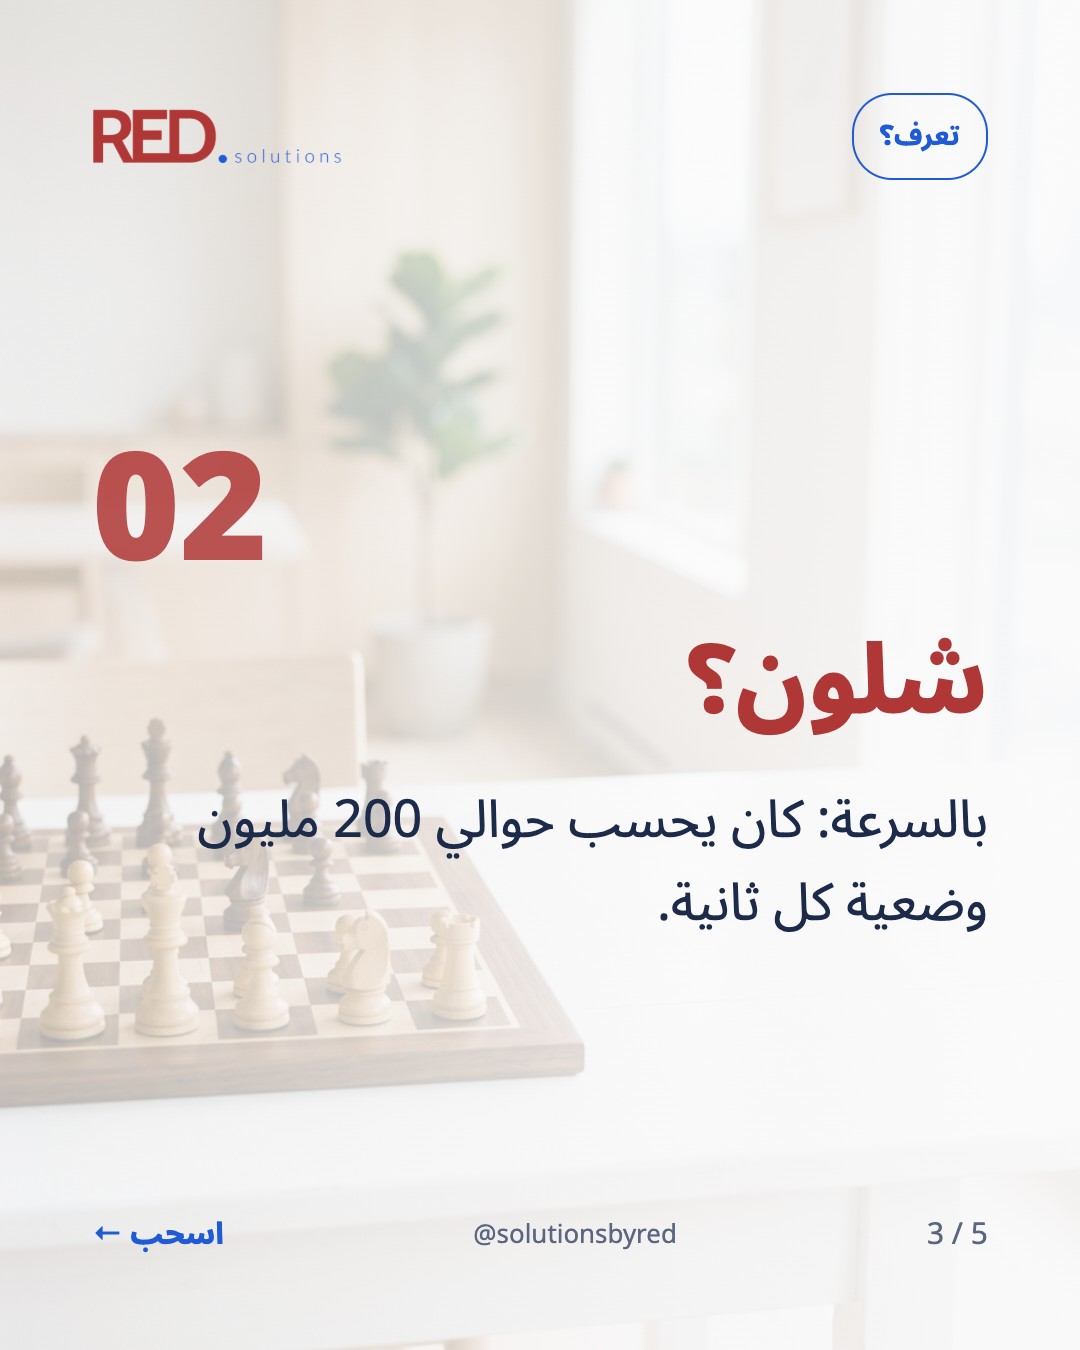 RED.solutions
تعرف؟
02
شلون؟
بالسرعة: كان يحسب حوالي 200 مليون
وضعية كل ثانية.
3 / 5
@solutionsbyred
اسحب ←